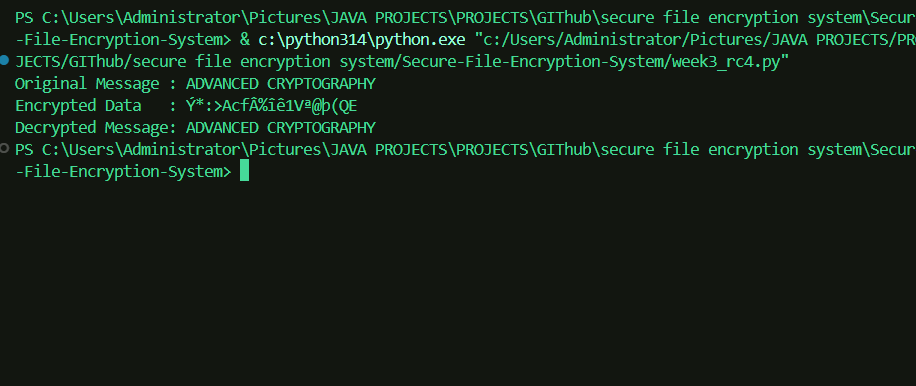 PS C:\Users\Administrator\Pictures\JAVA PROJECTS\PROJECTS\GIThub\secure file encryption system\Secur
-File-Encryption-System> & c:\python314\python.exe "c:/Users/Administrator/Pictures/JAVA PROJECTS/PRO
JECTS/GIThub/secure file encryption system/Secure-File-Encryption-System/week3_rc4.py"
Original Message : ADVANCED CRYPTOGRAPHY
Encrypted Data   : Ý*:>AcfÂ%îê1Vª@þ(QE
Decrypted Message: ADVANCED CRYPTOGRAPHY
PS C:\Users\Administrator\Pictures\JAVA PROJECTS\PROJECTS\GIThub\secure file encryption system\Secur
-File-Encryption-System>